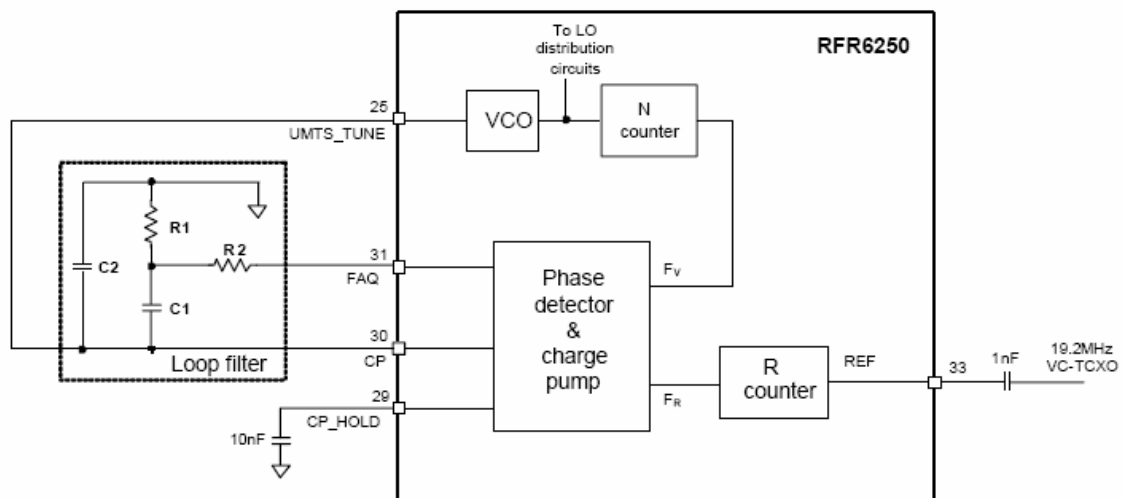 To LO
distribution
circuits
RFR6250
25
UMTS_TUNE
VCO
N
counter
R1
R2
C2
C1
Loop filter
31
FAQ
30
CP
29
CP_HOLD
10nF
Phase
detector
&
charge
pump
FV
FR
R
counter
REF
33
1nF
19.2MHz
VC-TCXO